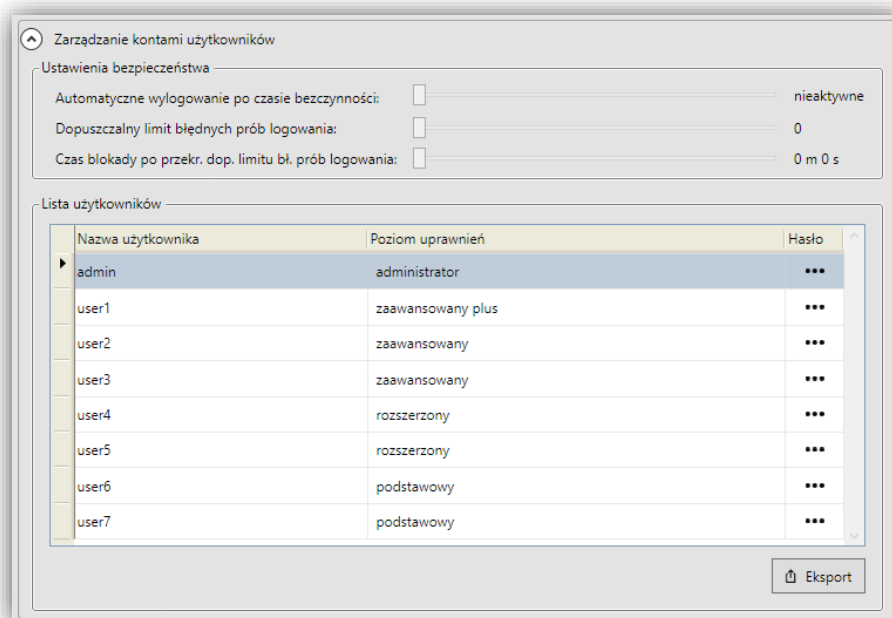 Zarządzanie kontami użytkowników
Ustawienia bezpieczeństwa
Automatyczne wylogowanie po czasie bezczynności: nieaktywne
Dopuszczalny limit błędnych prób logowania: 0
Czas blokady po przekr. dop. limitu bł. prób logowania: 0 m 0 s
Lista użytkowników
Nazwa użytkownika Poziom uprawnień Hasło
admin administrator •••
user1 zaawansowany plus •••
user2 zaawansowany •••
user3 zaawansowany •••
user4 rozszerzony •••
user5 rozszerzony •••
user6 podstawowy •••
user7 podstawowy •••
Eksport